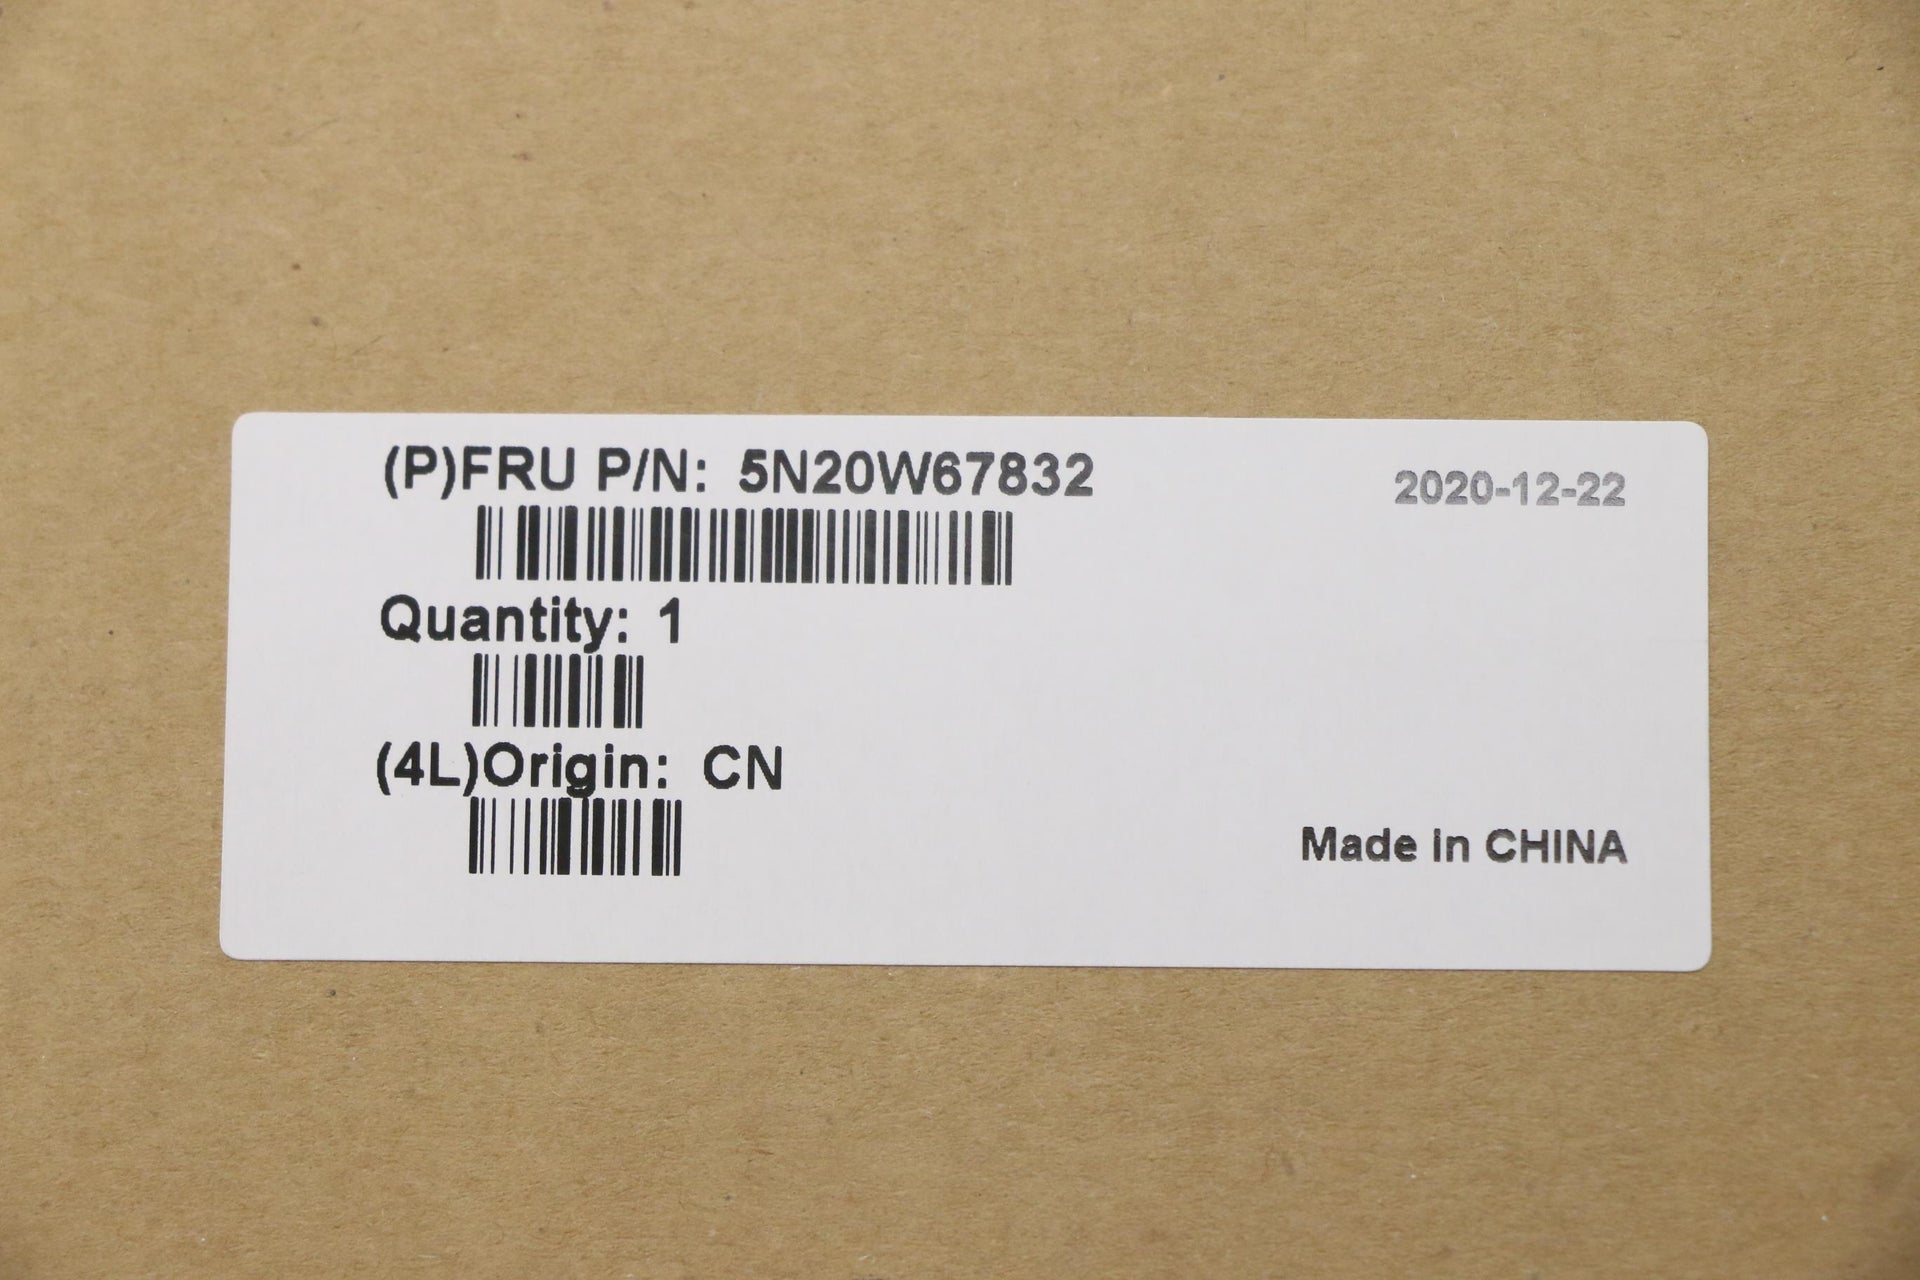 (P)FRU P/N: 5N20W67832
2020-12-22
Quantity: 1
(4L)Origin: CN
Made in CHINA